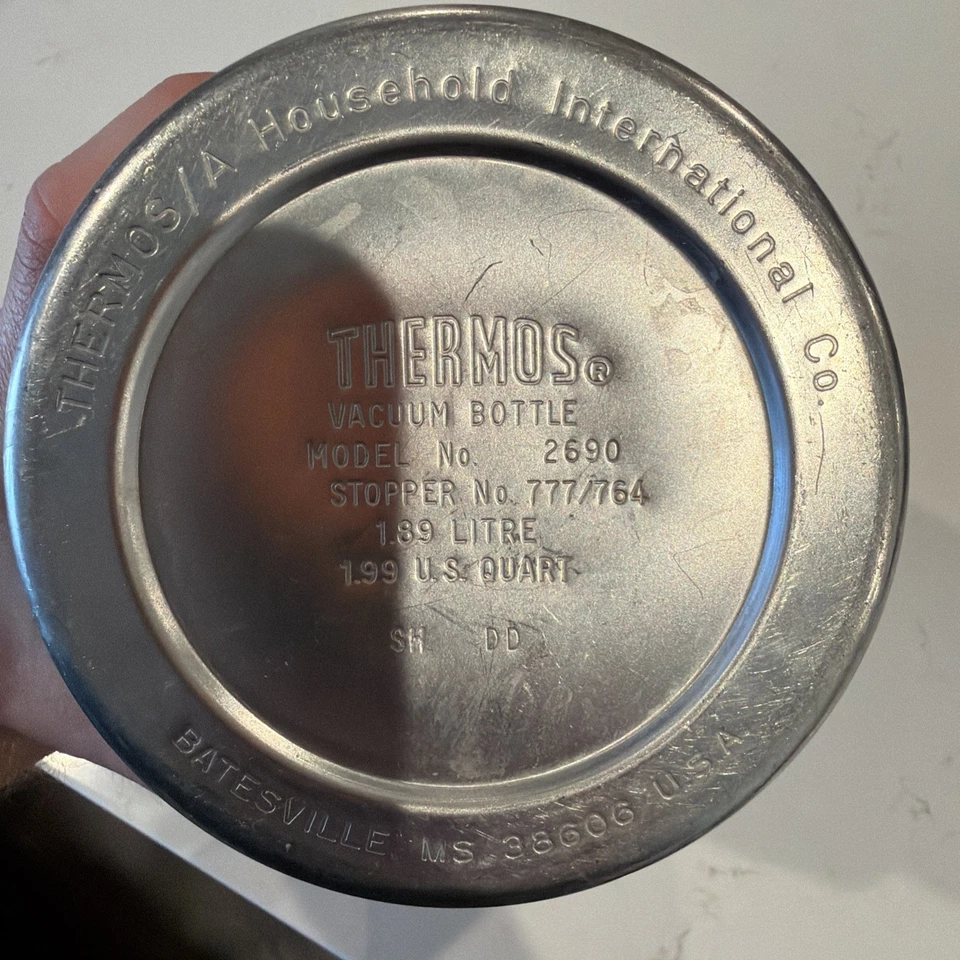 THERMOS/A Household International Co.
THERMOS®
VACUUM BOTTLE
MODEL No. 2690
STOPPER No. 777/764
1.89 LITRE
1.99 U.S. QUART
SH DD
BATESVILLE MS 38606 U.S.A